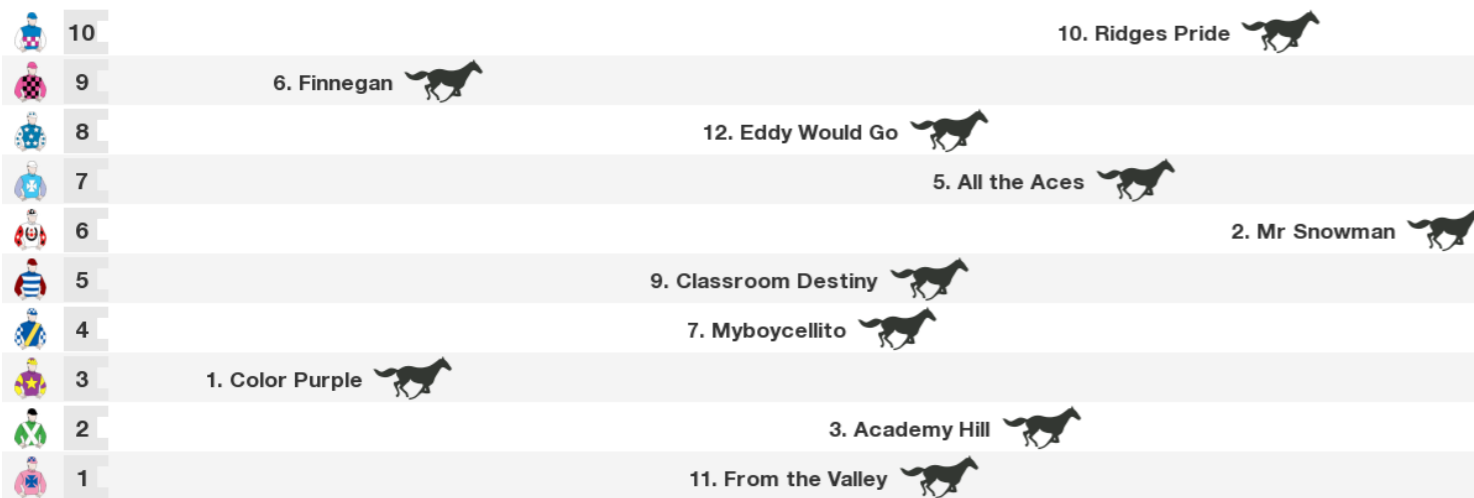 10 10. Ridges Pride
9 6. Finnegan
8 12. Eddy Would Go
7 5. All the Aces
6 2. Mr Snowman
5 9. Classroom Destiny
4 7. Myboycellito
3 1. Color Purple
2 3. Academy Hill
1 11. From the Valley